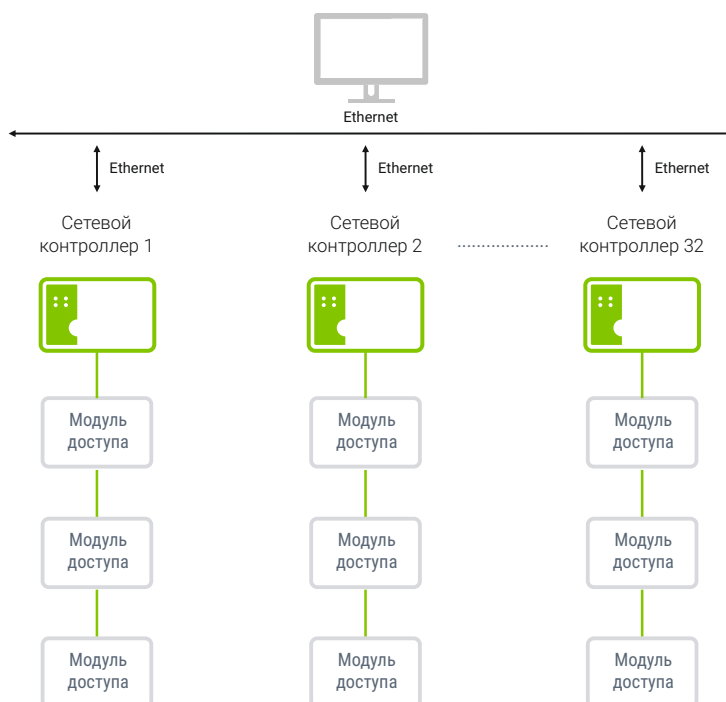 Ethernet
Ethernet
Ethernet
Ethernet
Сетевой
контроллер 1
Сетевой
контроллер 2
Сетевой
контроллер 32
Модуль
доступа
Модуль
доступа
Модуль
доступа
Модуль
доступа
Модуль
доступа
Модуль
доступа
Модуль
доступа
Модуль
доступа
Модуль
доступа